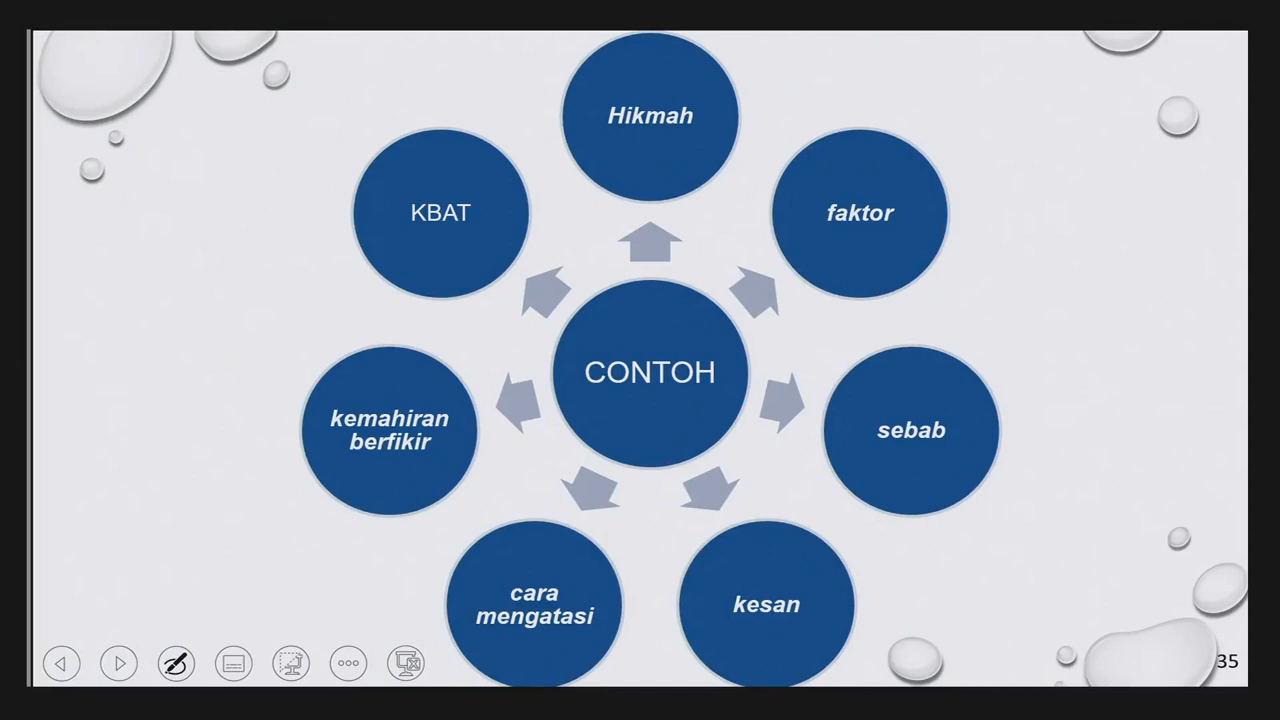 Hikmah
KBAT
faktor
CONTOH
kemahiran
berfikir
sebab
cara
mengatasi
kesan
35